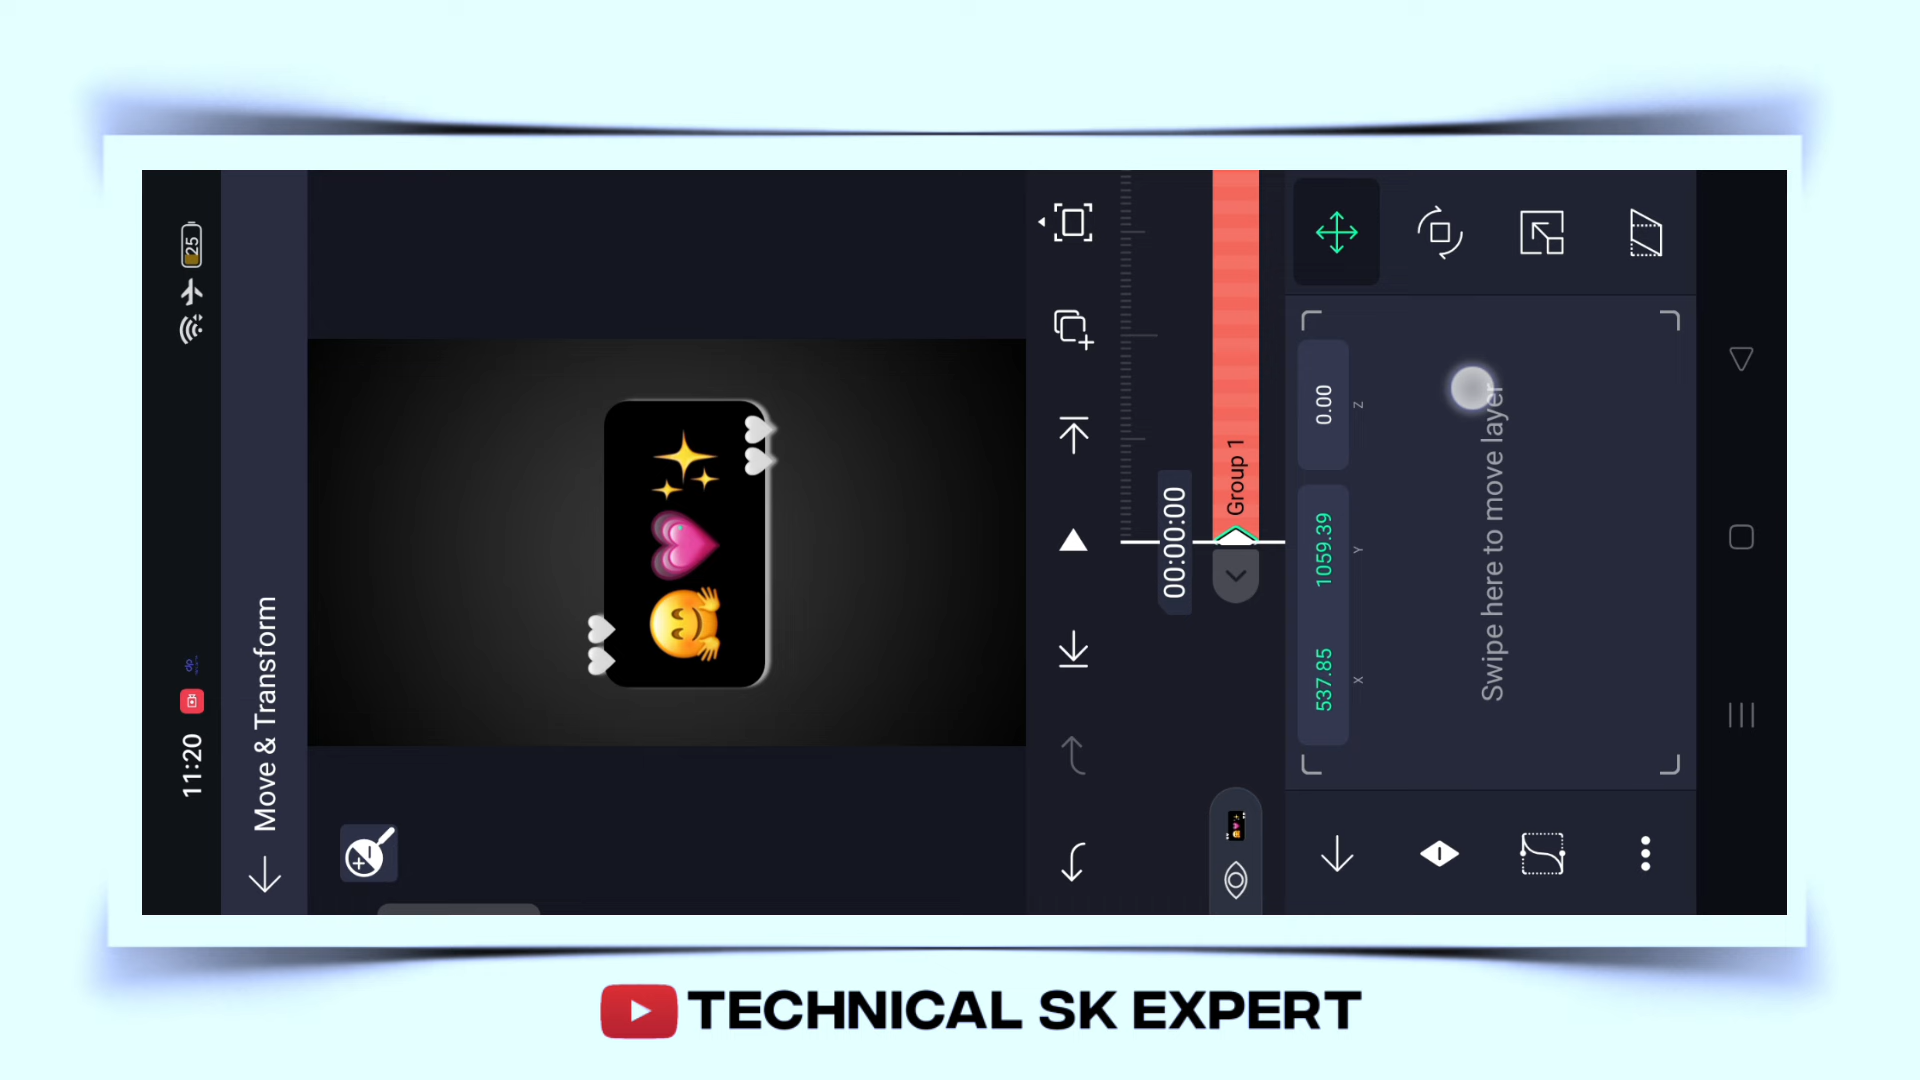 11:20
25
Move & Transform
00:00:00
Group 1
537.85
X
1059.39
Y
0.00
Z
Swipe here to move layer
TECHNICAL SK EXPERT